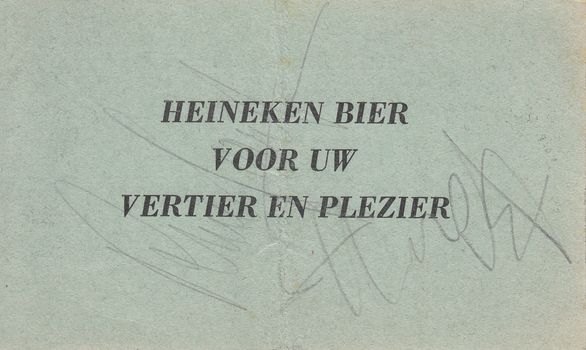 HEINEKEN BIER
VOOR UW
VERTIER EN PLEZIER